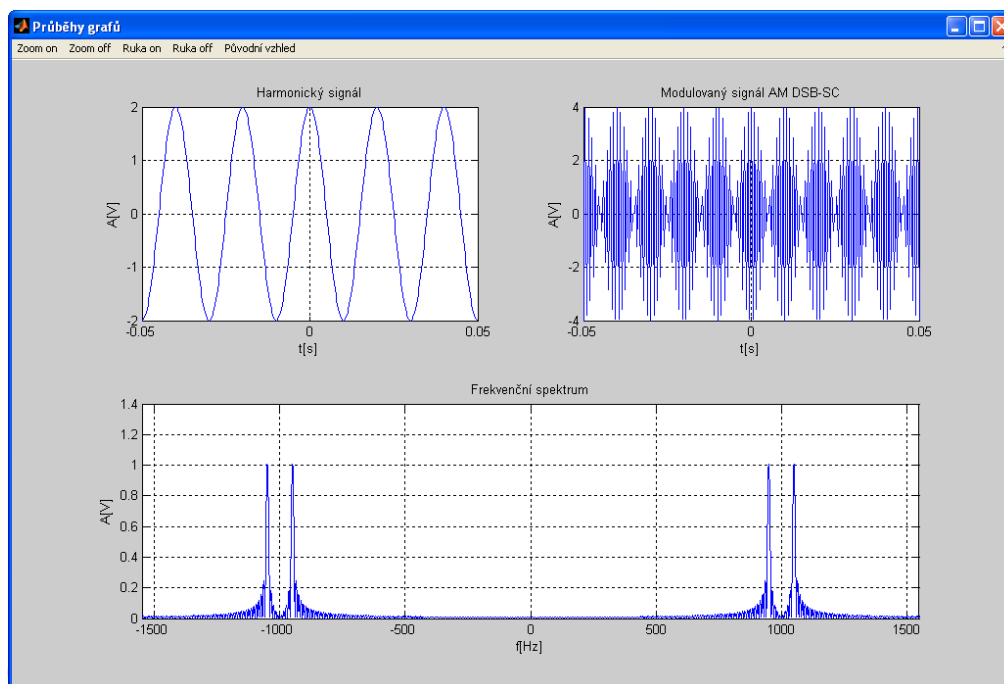 Průběhy grafů
Zoom on Zoom off Ruka on Ruka off Původní vzhled
Harmonický signál
2
1
0
-1
-2
A[V]
-0.05 0 0.05
t[s]
Modulovaný signál AM DSB-SC
4
2
0
-2
-4
A[V]
-0.05 0 0.05
t[s]
Frekvenční spektrum
1.4
1.2
1
0.8
0.6
0.4
0.2
0
A[V]
-1500 -1000 -500 0 500 1000 1500
f[Hz]